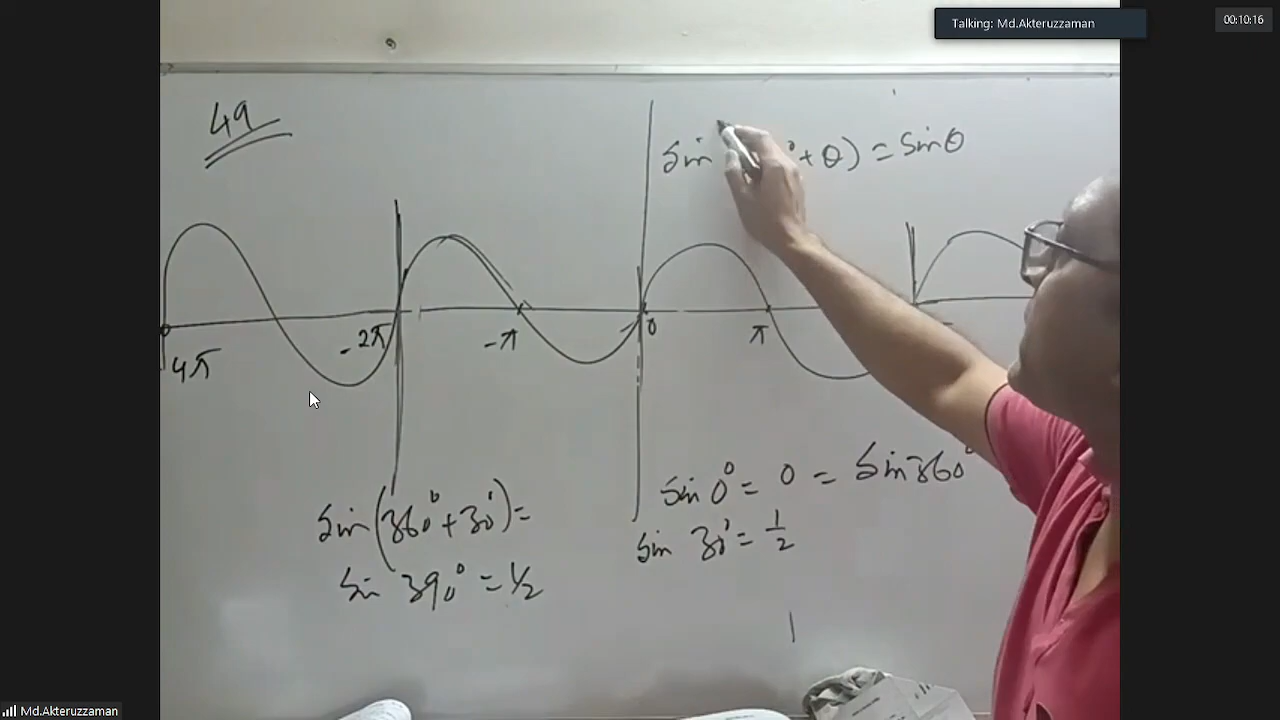 Talking: Md.Akteruzzaman
00:10:16
49
Sin + θ) = Sinθ
4π
-2π
-π
0
π
Sin 0° = 0 = Sin 360°
Sin 30° = 1/2
Sin(360° + 30°) =
Sin 390° = 1/2
Md.Akteruzzaman